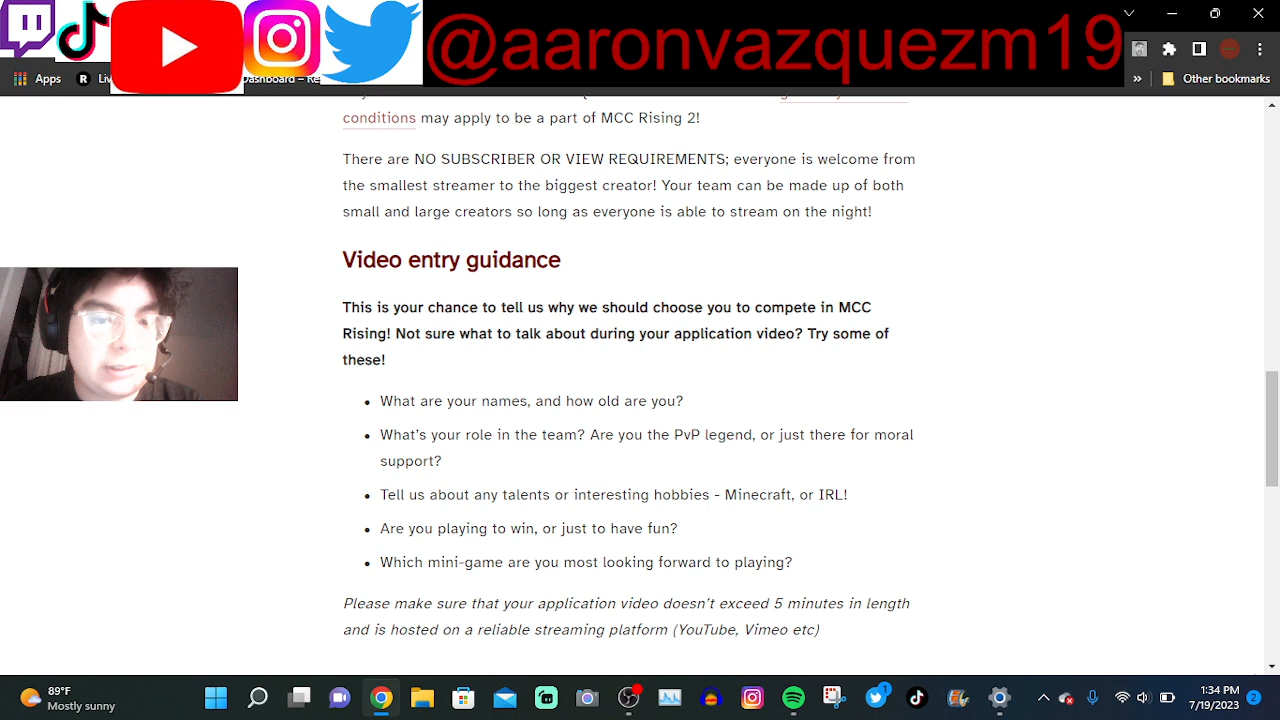 @aaronvazquezm19
Apps
Dashboard – Re
Other bookmarks
conditions may apply to be a part of MCC Rising 2!
There are NO SUBSCRIBER OR VIEW REQUIREMENTS; everyone is welcome from
the smallest streamer to the biggest creator! Your team can be made up of both
small and large creators so long as everyone is able to stream on the night!
Video entry guidance
This is your chance to tell us why we should choose you to compete in MCC
Rising! Not sure what to talk about during your application video? Try some of
these!
What are your names, and how old are you?
What's your role in the team? Are you the PvP legend, or just there for moral
support?
Tell us about any talents or interesting hobbies - Minecraft, or IRL!
Are you playing to win, or just to have fun?
Which mini-game are you most looking forward to playing?
Please make sure that your application video doesn't exceed 5 minutes in length
and is hosted on a reliable streaming platform (YouTube, Vimeo etc)
89°F
Mostly sunny
1:34 PM
7/19/2023